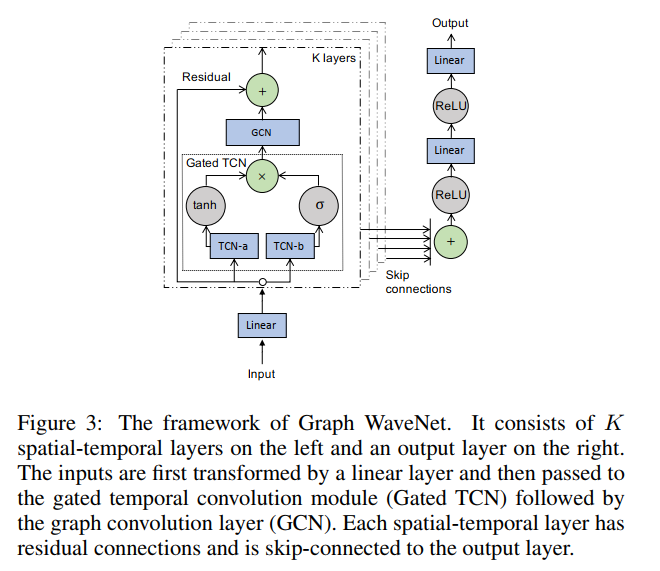 Output
Linear
ReLU
Linear
ReLU
+
Skip
connections
K layers
Residual
+
GCN
Gated TCN
×
tanh
σ
TCN-a
TCN-b
Linear
Input
Figure 3: The framework of Graph WaveNet. It consists of K
spatial-temporal layers on the left and an output layer on the right.
The inputs are first transformed by a linear layer and then passed to
the gated temporal convolution module (Gated TCN) followed by
the graph convolution layer (GCN). Each spatial-temporal layer has
residual connections and is skip-connected to the output layer.